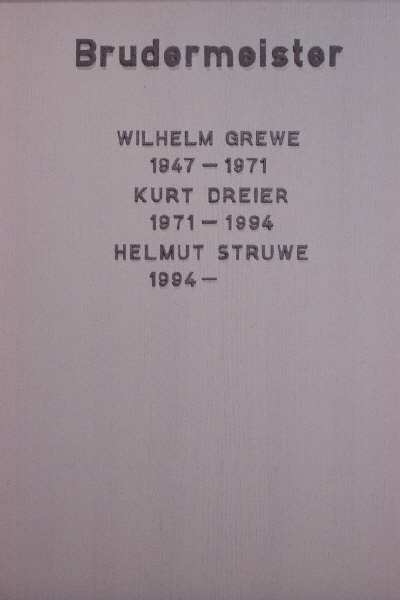 Brudermeister
WILHELM GREWE
1947 – 1971
KURT DREIER
1971 – 1994
HELMUT STRUWE
1994 –